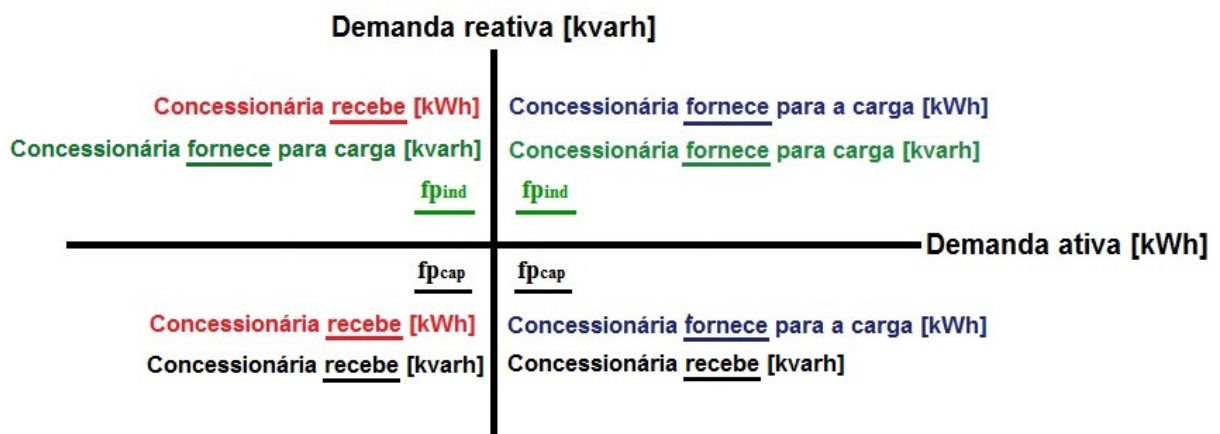 Demanda reativa [kvarh]
Concessionária recebe [kWh]
Concessionária fornece para a carga [kWh]
Concessionária fornece para carga [kvarh]
Concessionária fornece para carga [kvarh]
fpind
fpind
Demanda ativa [kWh]
fpcap
fpcap
Concessionária recebe [kWh]
Concessionária fornece para a carga [kWh]
Concessionária recebe [kvarh]
Concessionária recebe [kvarh]